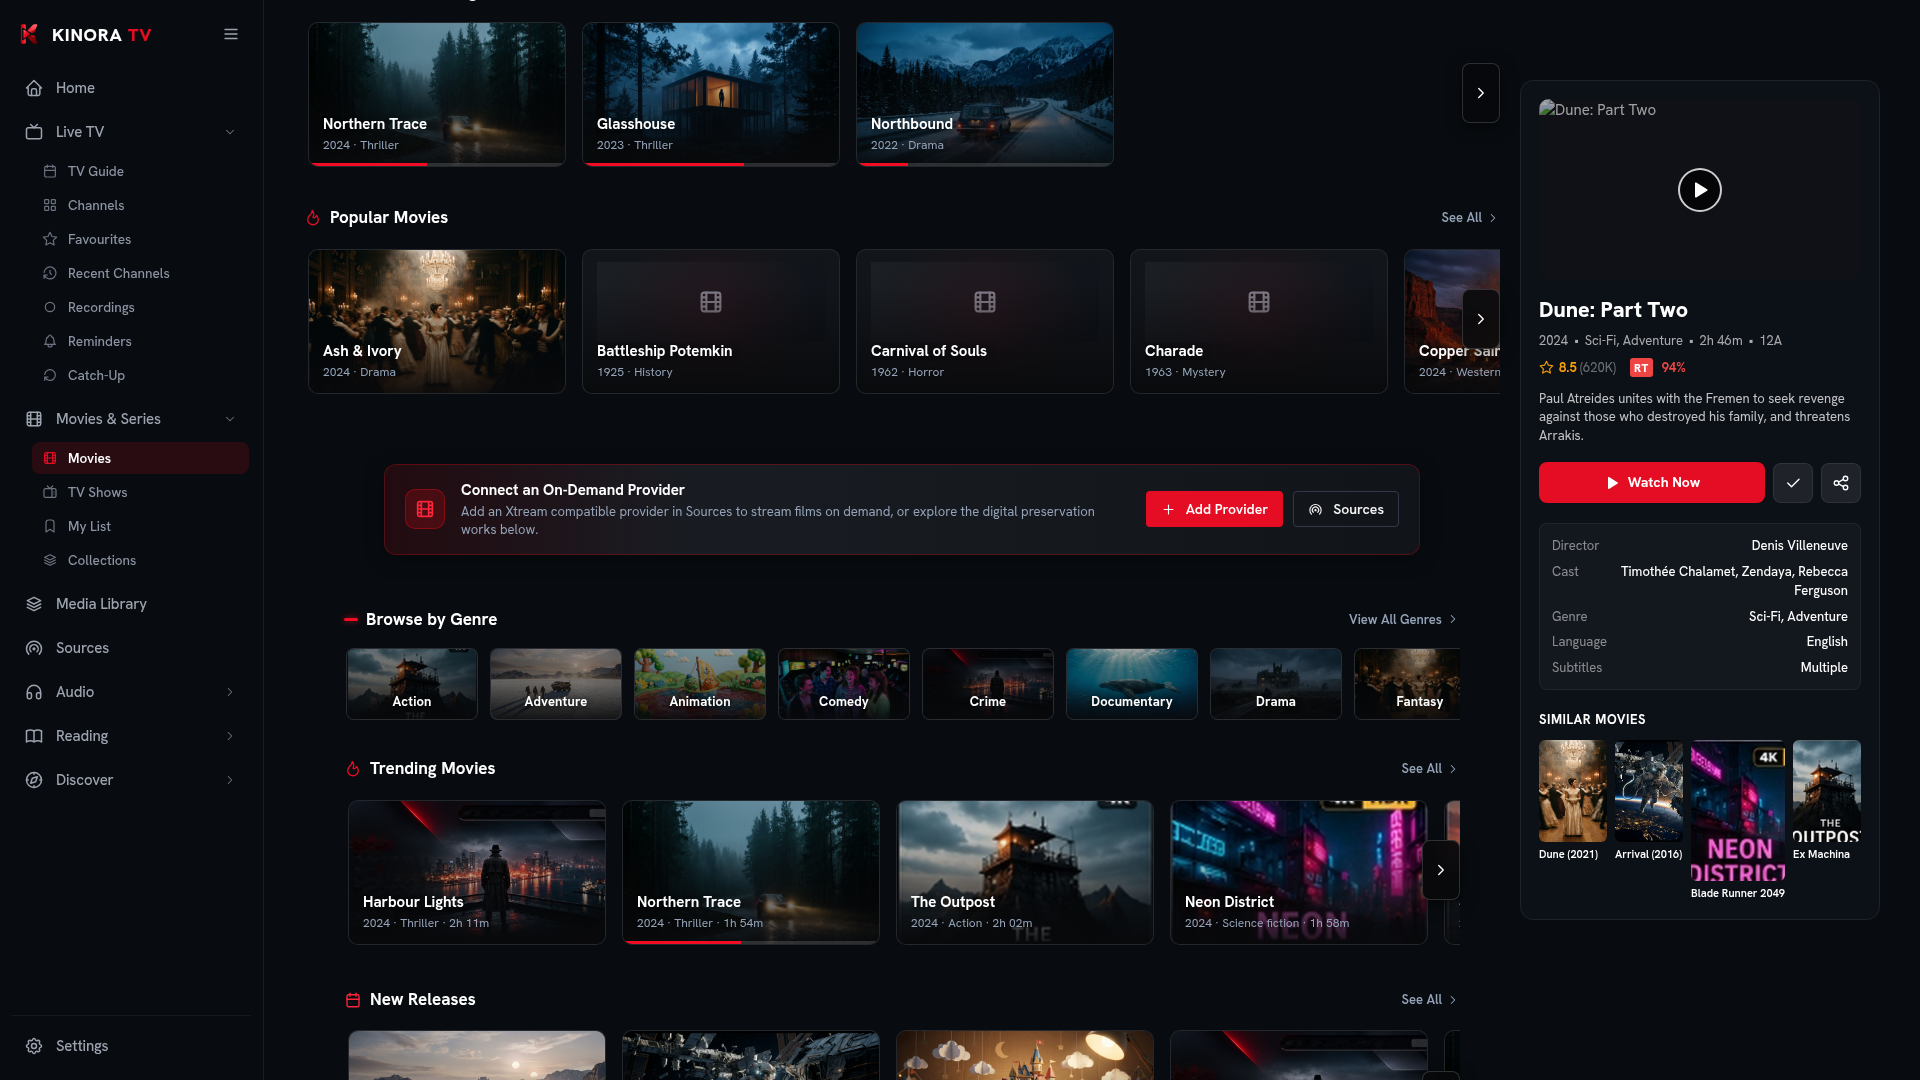 KINORA TV
Home
Live TV
TV Guide
Channels
Favourites
Recent Channels
Recordings
Reminders
Catch-Up
Movies & Series
Movies
TV Shows
My List
Collections
Media Library
Sources
Audio
Reading
Discover
Settings
Northern Trace
2024 · Thriller
Glasshouse
2023 · Thriller
Northbound
2022 · Drama
Popular Movies
See All
Ash & Ivory
2024 · Drama
Battleship Potemkin
1925 · History
Carnival of Souls
1962 · Horror
Charade
1963 · Mystery
Copper
2024 · Western
Connect an On-Demand Provider
Add an Xtream compatible provider in Sources to stream films on demand, or explore the digital preservation
works below.
Add Provider
Sources
Browse by Genre
View All Genres
Action
Adventure
Animation
Comedy
Crime
Documentary
Drama
Fantasy
Trending Movies
See All
Harbour Lights
2024 · Thriller · 2h 11m
Northern Trace
2024 · Thriller · 1h 54m
The Outpost
2024 · Action · 2h 02m
THE
Neon District
2024 · Science fiction · 1h 58m
NEON
New Releases
See All
Dune: Part Two
Dune: Part Two
2024 • Sci-Fi, Adventure • 2h 46m • 12A
8.5 (620K) RT 94%
Paul Atreides unites with the Fremen to seek revenge
against those who destroyed his family, and threatens
Arrakis.
Watch Now
Director Denis Villeneuve
Cast Timothée Chalamet, Zendaya, Rebecca
Ferguson
Genre Sci-Fi, Adventure
Language English
Subtitles Multiple
SIMILAR MOVIES
4K
NEON
DISTRICT
THE
OUTPOST
Dune (2021)
Arrival (2016)
Blade Runner 2049
Ex Machina